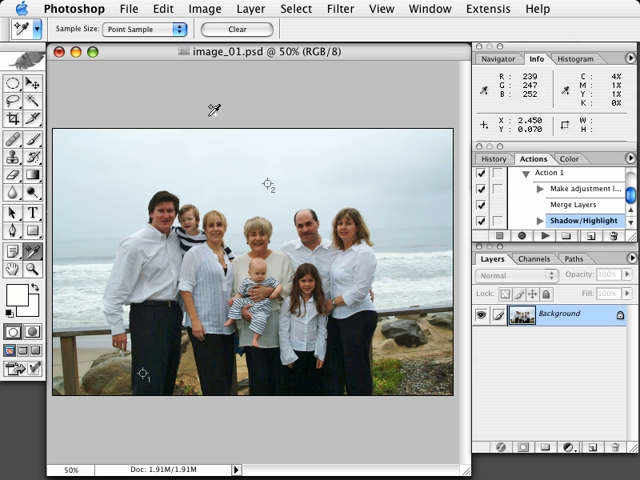 Photoshop File Edit Image Layer Select Filter View Window Extensis Help
Sample Size: Point Sample Clear
image_01.psd @ 50% (RGB/8)
Navigator Info Histogram
R : 239 C : 4%
G : 247 M : 1%
B : 252 Y : 1%
K : 0%
X : 2.450 W :
Y : 0.070 H :
History Actions Color
Action 1
Make adjustment l...
Merge Layers
Shadow/Highlight
Layers Channels Paths
Normal Opacity: 100%
Lock: Fill: 100%
Background
2
1
50% Doc: 1.91M/1.91M